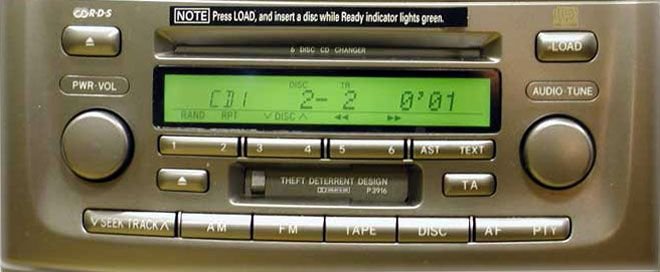 R·D·S
NOTE Press LOAD, and insert a disc while Ready indicator lights green.
6 DISC CD CHANGER
LOAD
PWR·VOL
AUDIO·TUNE
DISC TR
CD1 2-2 0'01
RAND RPT ∨ DISC ∧ ◀◀ ▶▶
1 2 3 4 5 6 AST TEXT
THEFT DETERRENT DESIGN
P3916
TA
∨ SEEK TRACK ∧ AM FM TAPE DISC AF PTY